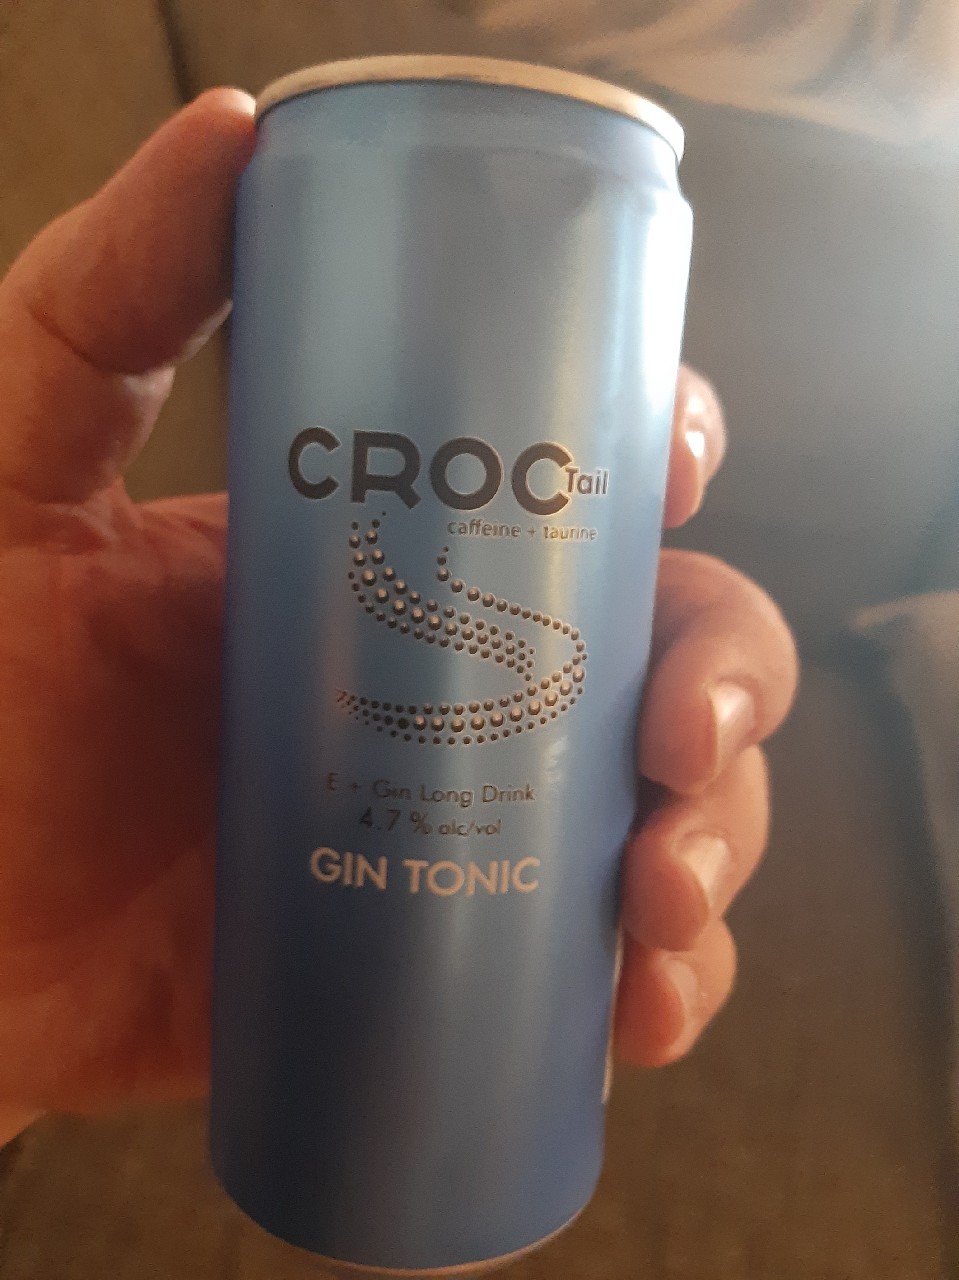 CROC Tail
caffeine + taurine
E + Gin Long Drink
4.7 % alc/vol
GIN TONIC